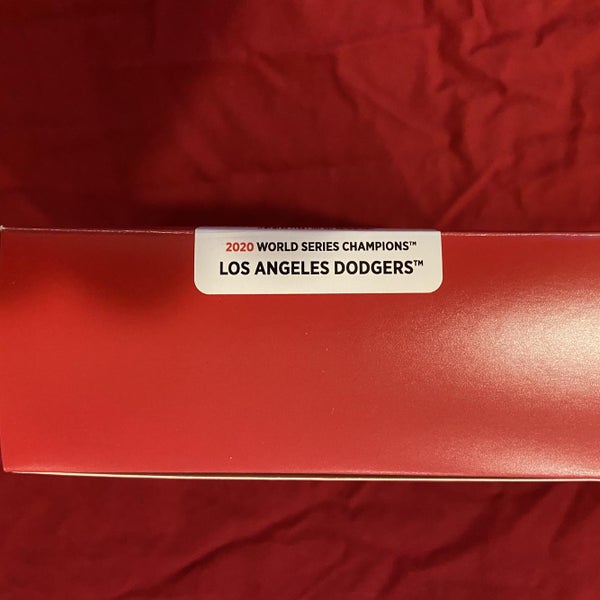 2020 WORLD SERIES CHAMPIONS™
LOS ANGELES DODGERS™